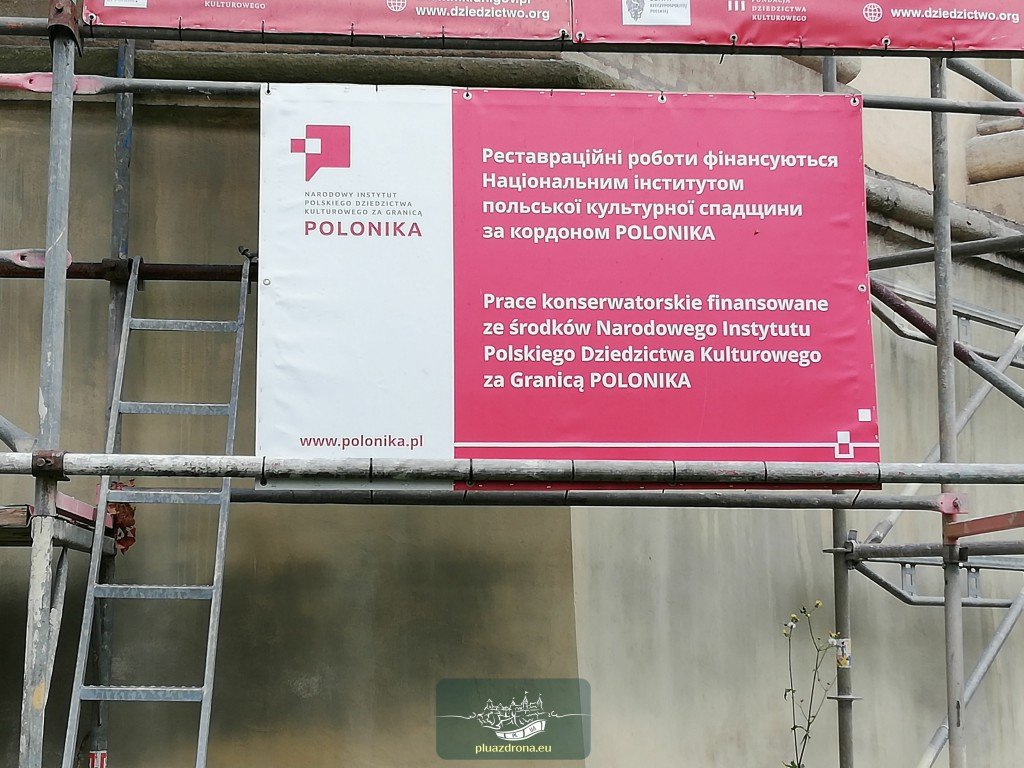 KULTUROWEGO
www.dziedzictwo.org
DZIEDZICTWA
KULTUROWEGO
www.dziedzictwo.org
NARODOWY INSTYTUT
POLSKIEGO DZIEDZICTWA
KULTUROWEGO ZA GRANICĄ
POLONIKA
www.polonika.pl
Реставраційні роботи фінансуються
Національним інститутом
польської культурної спадщини
за кордоном POLONIKA
Prace konserwatorskie finansowane
ze środków Narodowego Instytutu
Polskiego Dziedzictwa Kulturowego
za Granicą POLONIKA
pluazdrona.eu